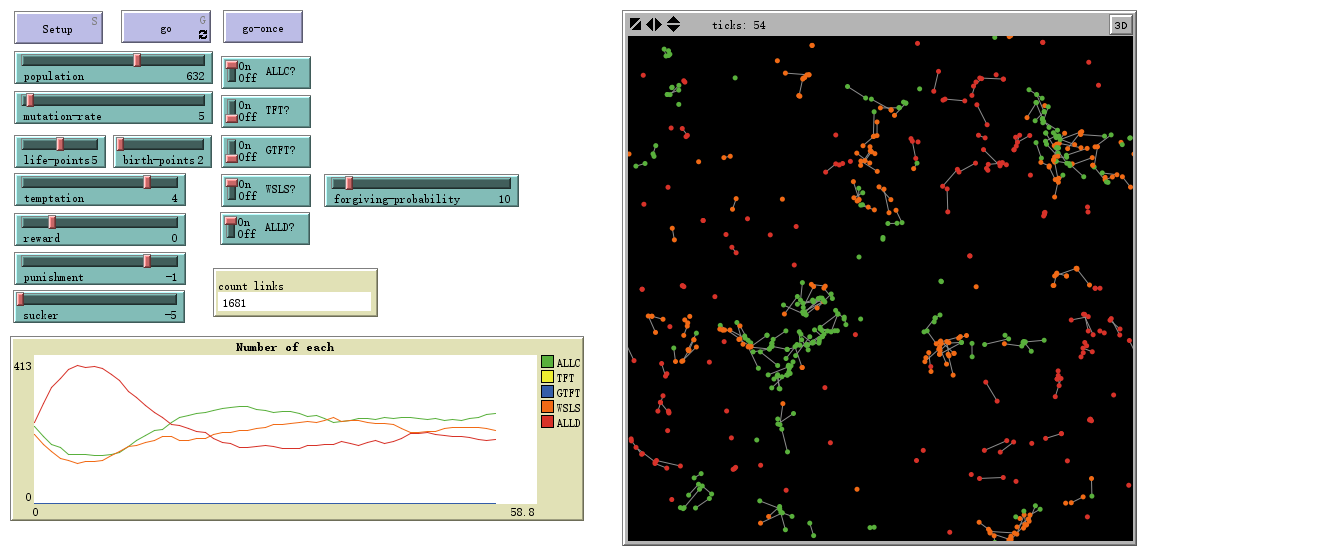 Setup S
go G
go-once
population 632
mutation-rate 5
life-points 5
birth-points 2
temptation 4
reward 0
punishment -1
sucker -5
On Off ALLC?
On Off TFT?
On Off GTFT?
On Off WSLS?
On Off ALLD?
forgiving-probability 10
count links
1681
Number of each
413
0
0
58.8
ALLC
TFT
GTFT
WSLS
ALLD
ticks: 54
3D